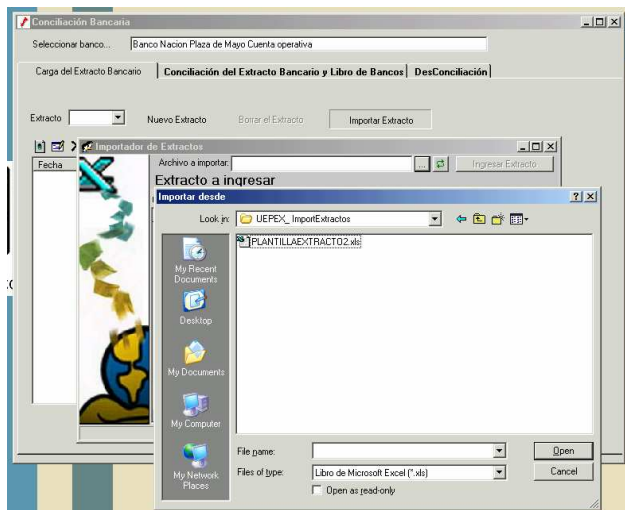 Conciliación Bancaria
Seleccionar banco... Banco Nacion Plaza de Mayo Cuenta operativa
Carga del Extracto Bancario Conciliación del Extracto Bancario y Libro de Bancos DesConciliación
Extracto Nuevo Extracto Borrar el Extracto Importar Extracto
Importador de Extractos
Fecha Archivo a importar: ... Ingresar Extracto
Extracto a ingresar
Importar desde
Look in: UEPEX_ImportExtractos
PLANTILLAEXTRACTO2.xls
My Recent
Documents
Desktop
My Documents
My Computer
My Network
Places
File name: Open
Files of type: Libro de Microsoft Excel (*.xls) Cancel
Open as read-only